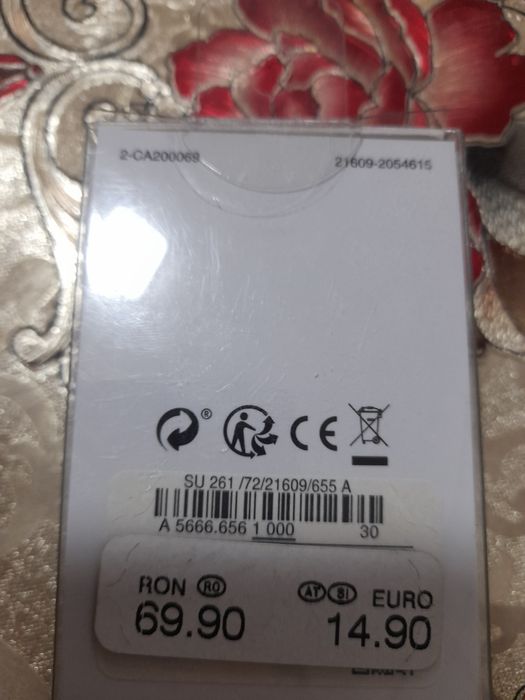 2-CA200069
21609-2054615
®
CE
SU 261 /72/21609/655 A
A 5666.656 1 000 30
RON RO
69.90
AT SI EURO
14.90